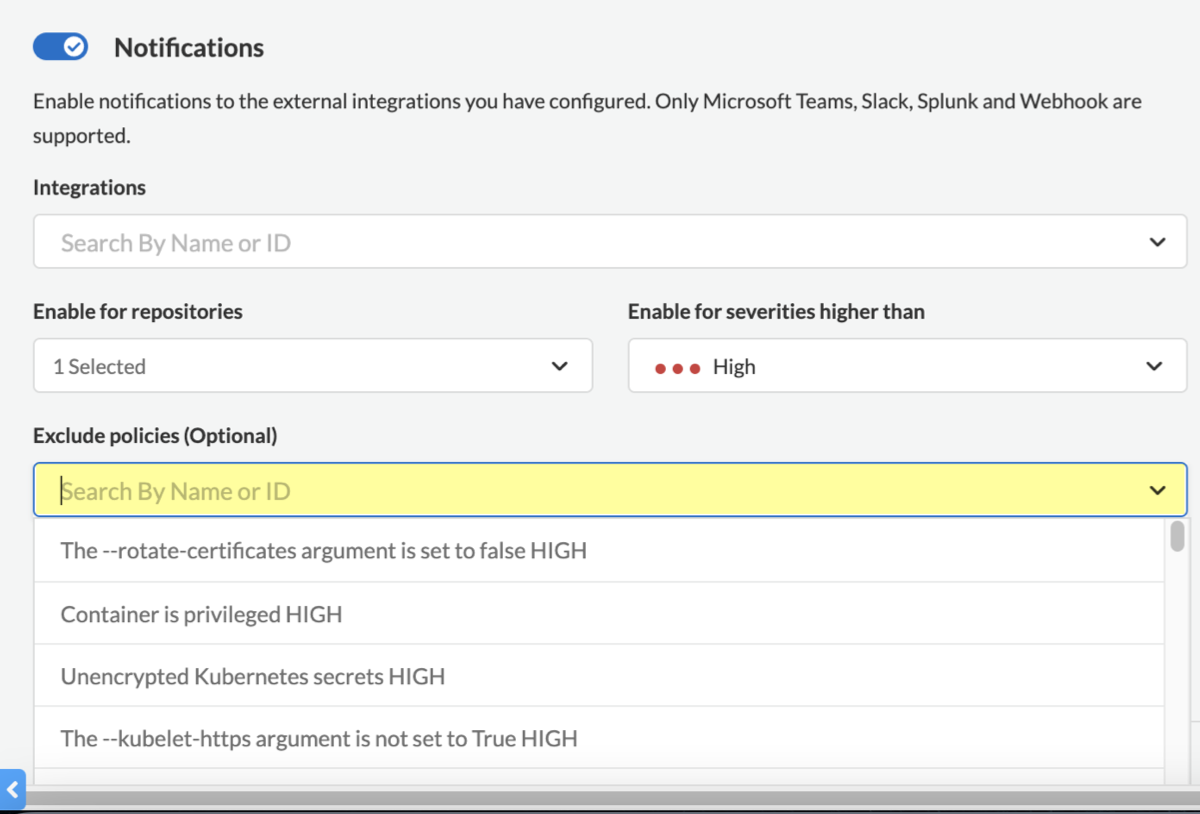 Notifications
Enable notifications to the external integrations you have configured. Only Microsoft Teams, Slack, Splunk and Webhook are
supported.
Integrations
Search By Name or ID
Enable for repositories
Enable for severities higher than
1 Selected
High
Exclude policies (Optional)
Search By Name or ID
The --rotate-certificates argument is set to false HIGH
Container is privileged HIGH
Unencrypted Kubernetes secrets HIGH
The --kubelet-https argument is not set to True HIGH